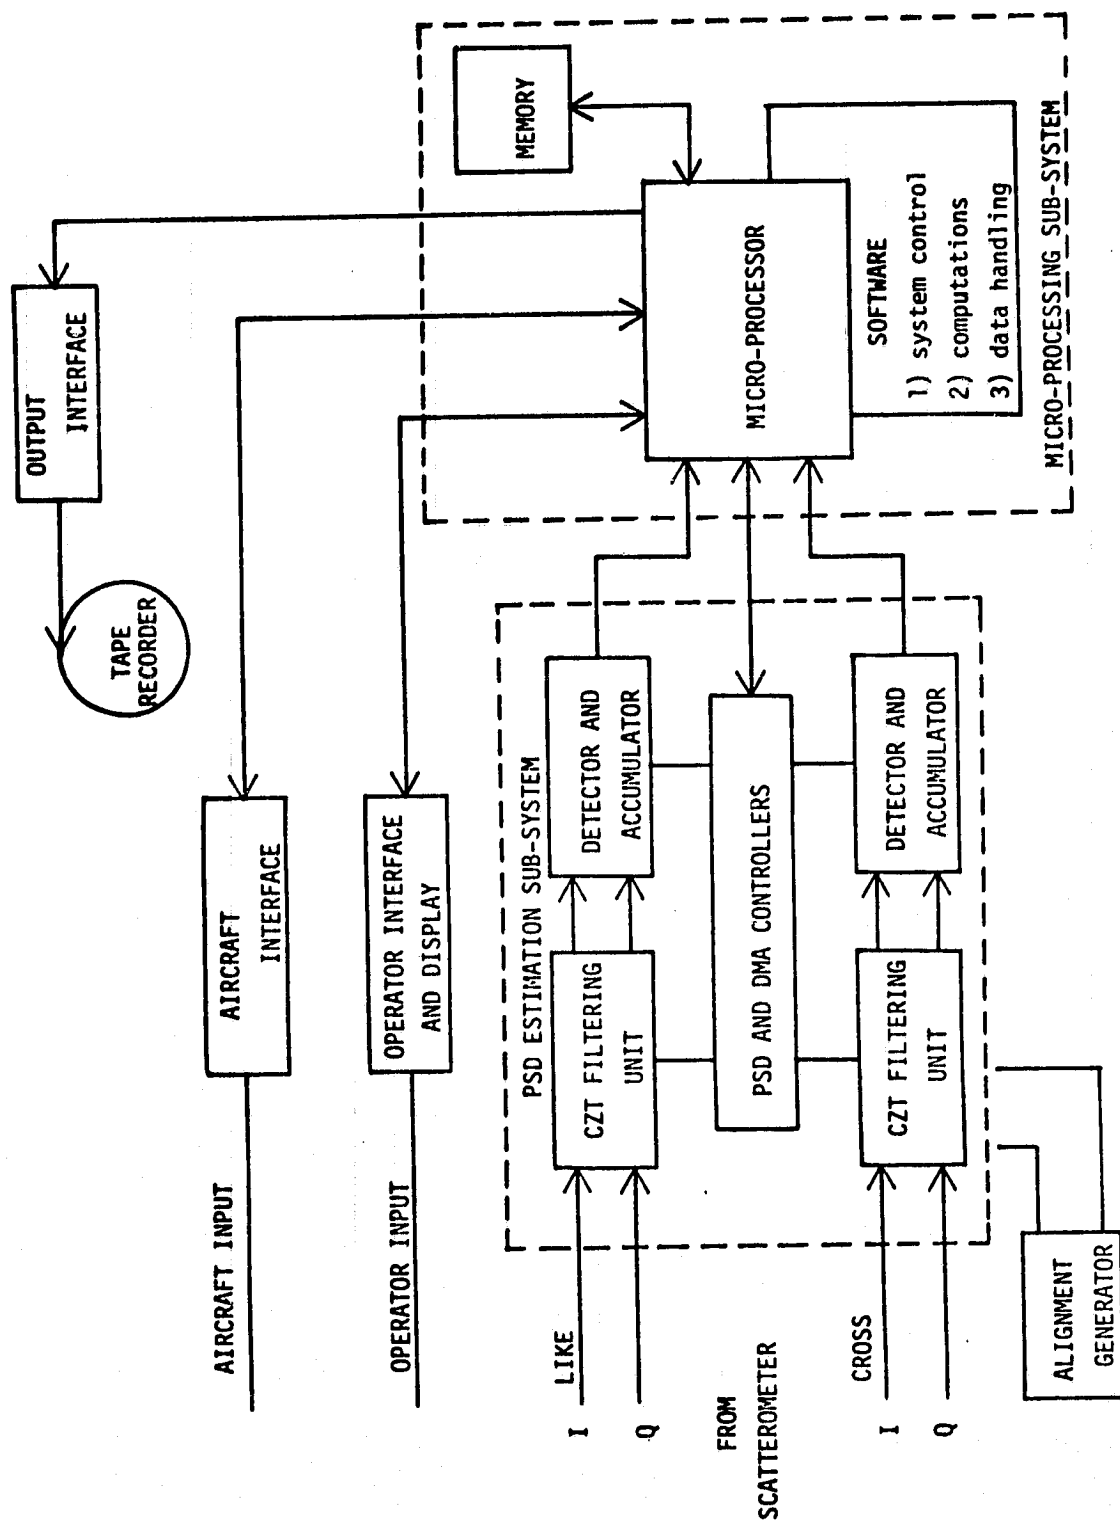 OUTPUT
INTERFACE
TAPE
RECORDER
AIRCRAFT INPUT
AIRCRAFT
INTERFACE
OPERATOR INPUT
OPERATOR INTERFACE
AND DISPLAY
MEMORY
MICRO-PROCESSOR
SOFTWARE
1) system control
2) computations
3) data handling
MICRO-PROCESSING SUB-SYSTEM
PSD ESTIMATION SUB-SYSTEM
LIKE
I
Q
CZT FILTERING
UNIT
DETECTOR AND
ACCUMULATOR
FROM
SCATTEROMETER
PSD AND DMA CONTROLLERS
CROSS
I
Q
CZT FILTERING
UNIT
DETECTOR AND
ACCUMULATOR
ALIGNMENT
GENERATOR